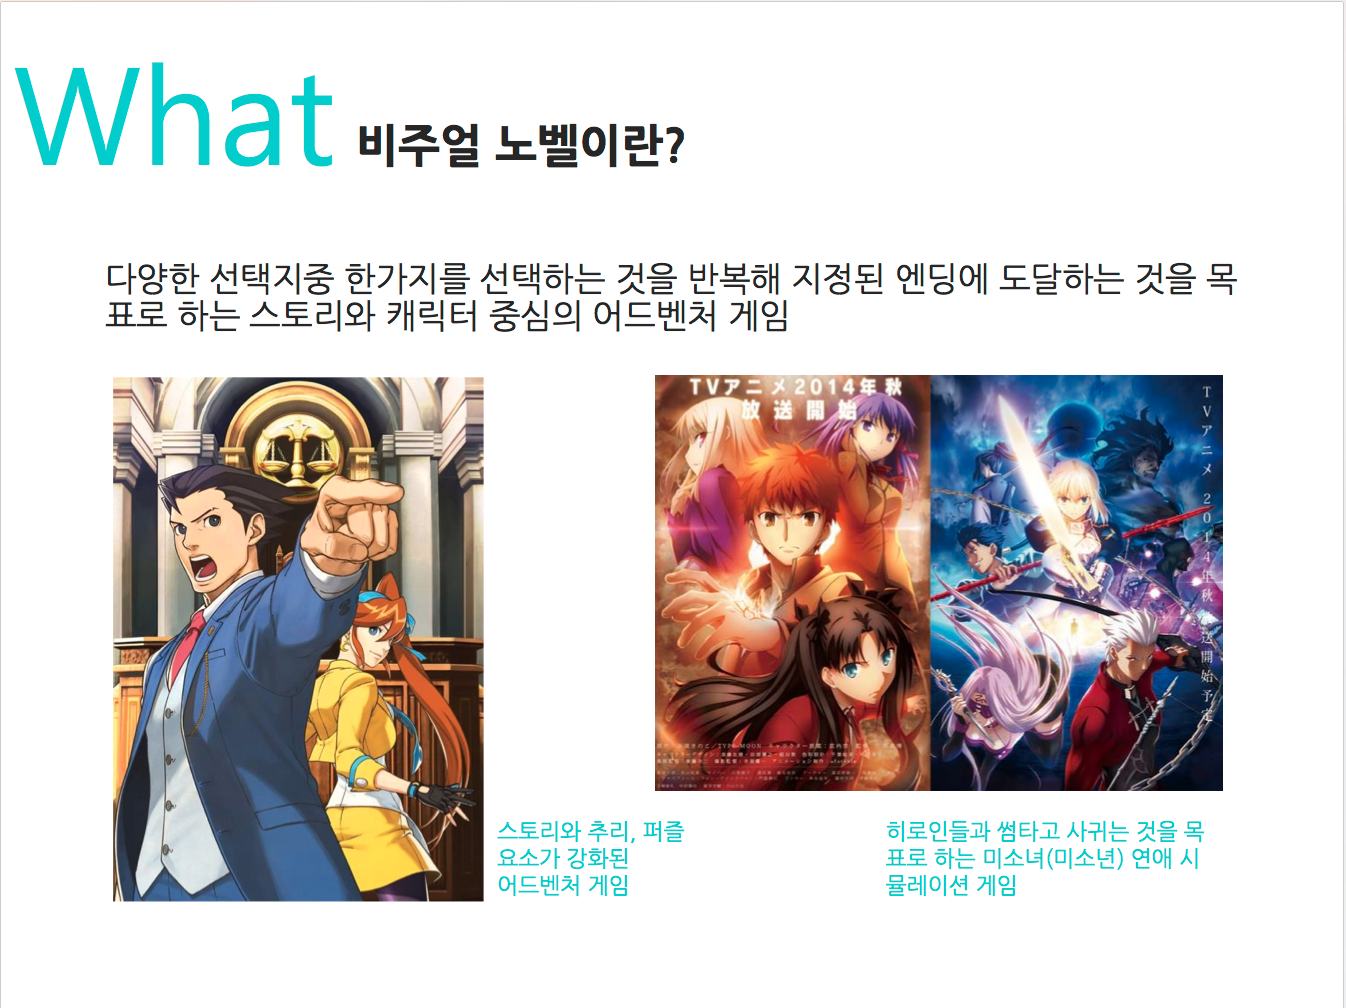 What 비주얼 노벨이란?
다양한 선택지중 한가지를 선택하는 것을 반복해 지정된 엔딩에 도달하는 것을 목
표로 하는 스토리와 캐릭터 중심의 어드벤처 게임
TVアニメ2014年秋
放送開始
TVアニメ 2014年秋 放送開始予定
스토리와 추리, 퍼즐
요소가 강화된
어드벤처 게임
히로인들과 썸타고 사귀는 것을 목
표로 하는 미소녀(미소년) 연애 시
뮬레이션 게임